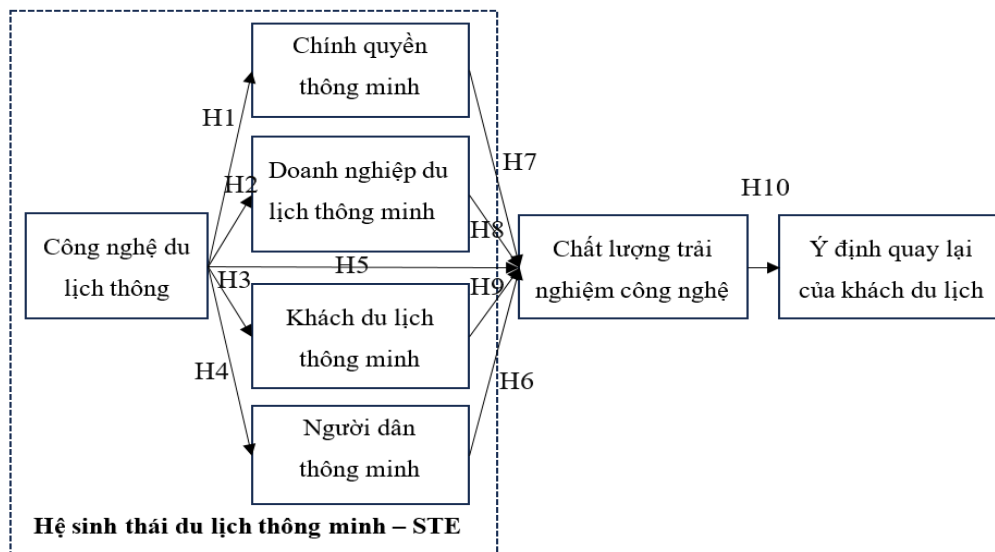 Chính quyền
thông minh
H1
H7
Doanh nghiệp du
lịch thông minh
H2
H8
H10
Công nghệ du
lịch thông
H5
Chất lượng trải
nghiệm công nghệ
Ý định quay lại
của khách du lịch
H3
H9
Khách du lịch
thông minh
H4
H6
Người dân
thông minh
Hệ sinh thái du lịch thông minh – STE